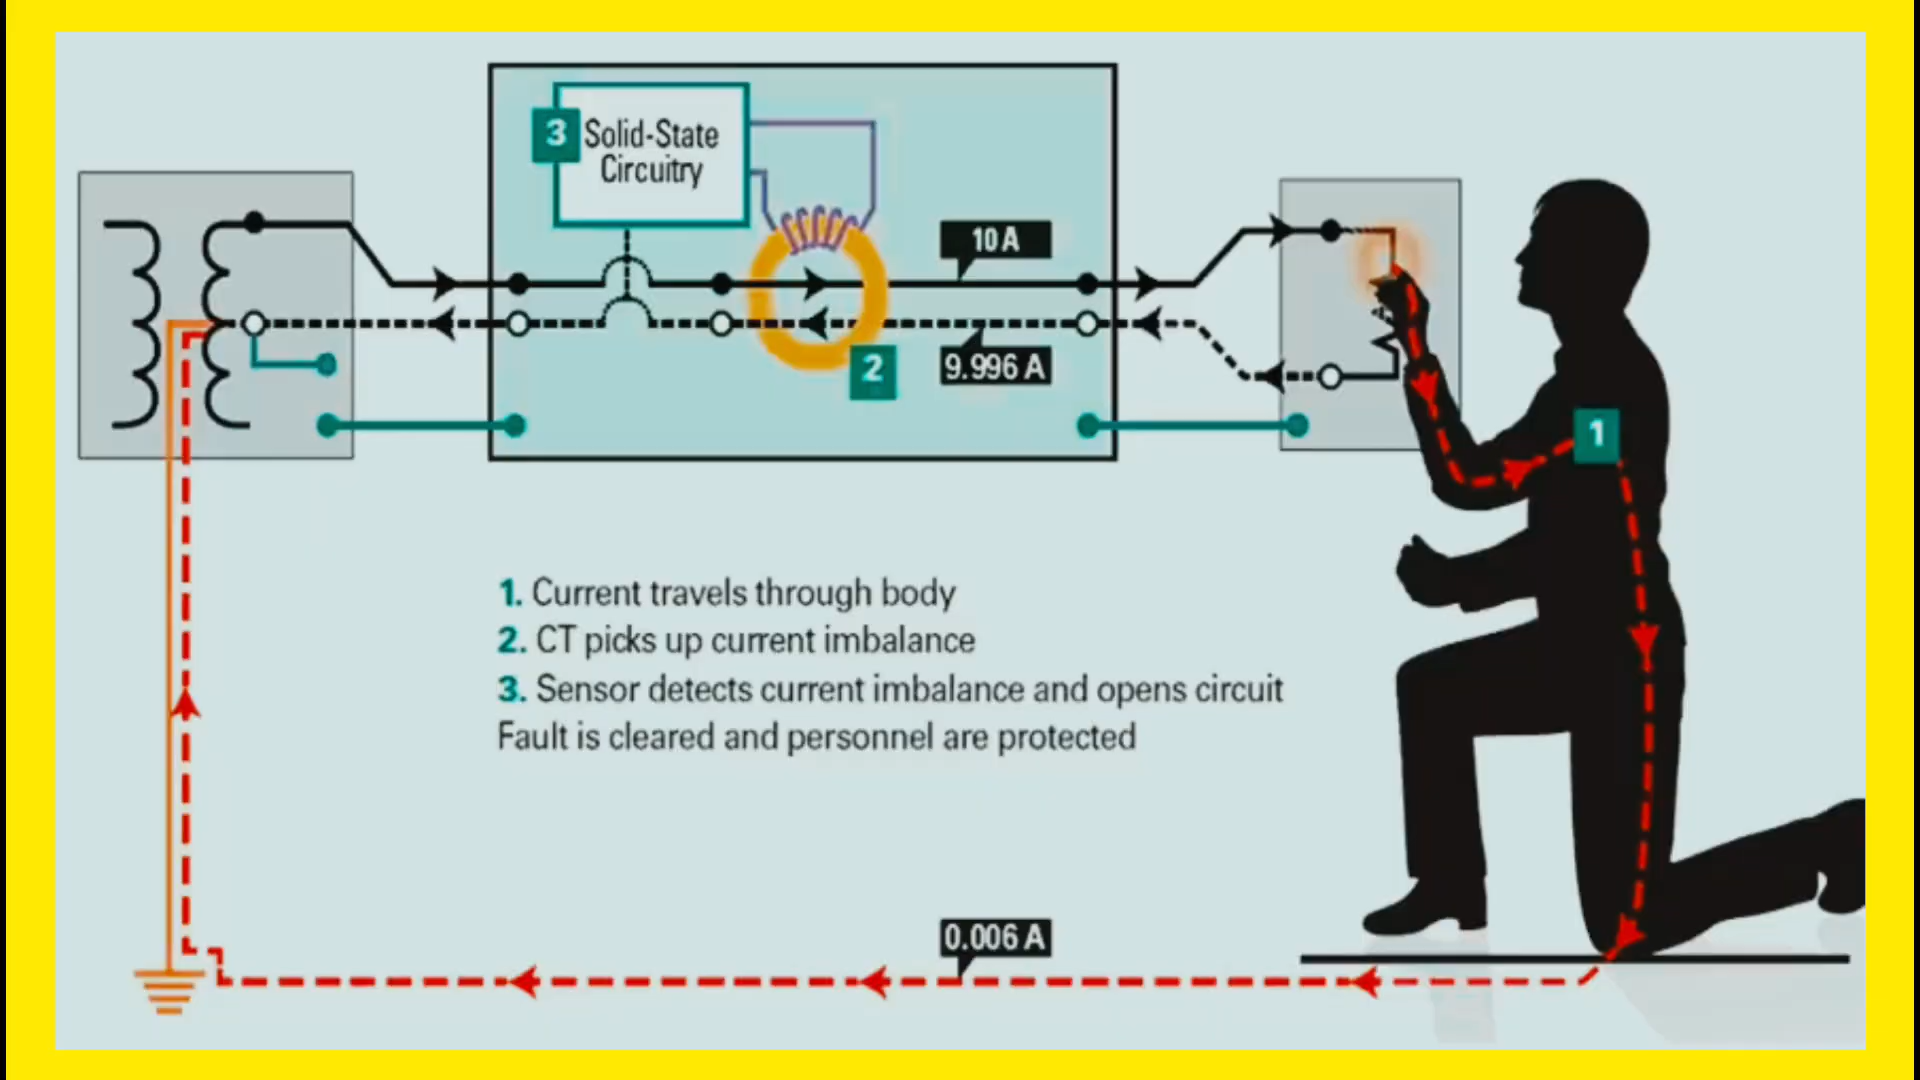 3 Solid-State
Circuitry
10 A
2
9.996 A
1
1. Current travels through body
2. CT picks up current imbalance
3. Sensor detects current imbalance and opens circuit
Fault is cleared and personnel are protected
0.006 A